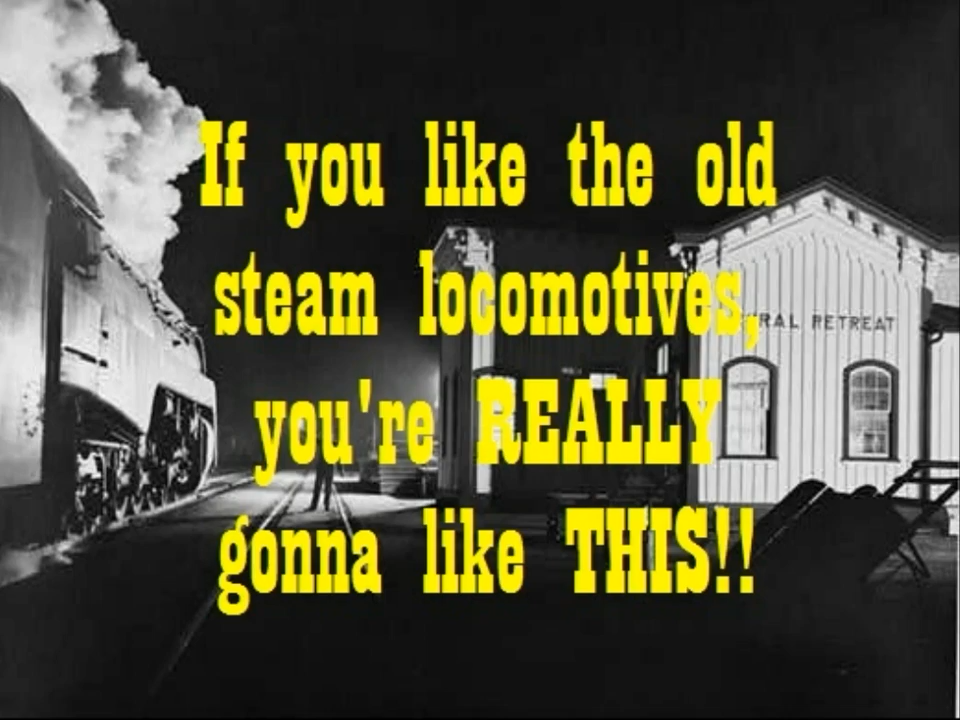 If you like the old
steam locomotives,
RAL RETREAT
you're REALLY
gonna like THIS!!